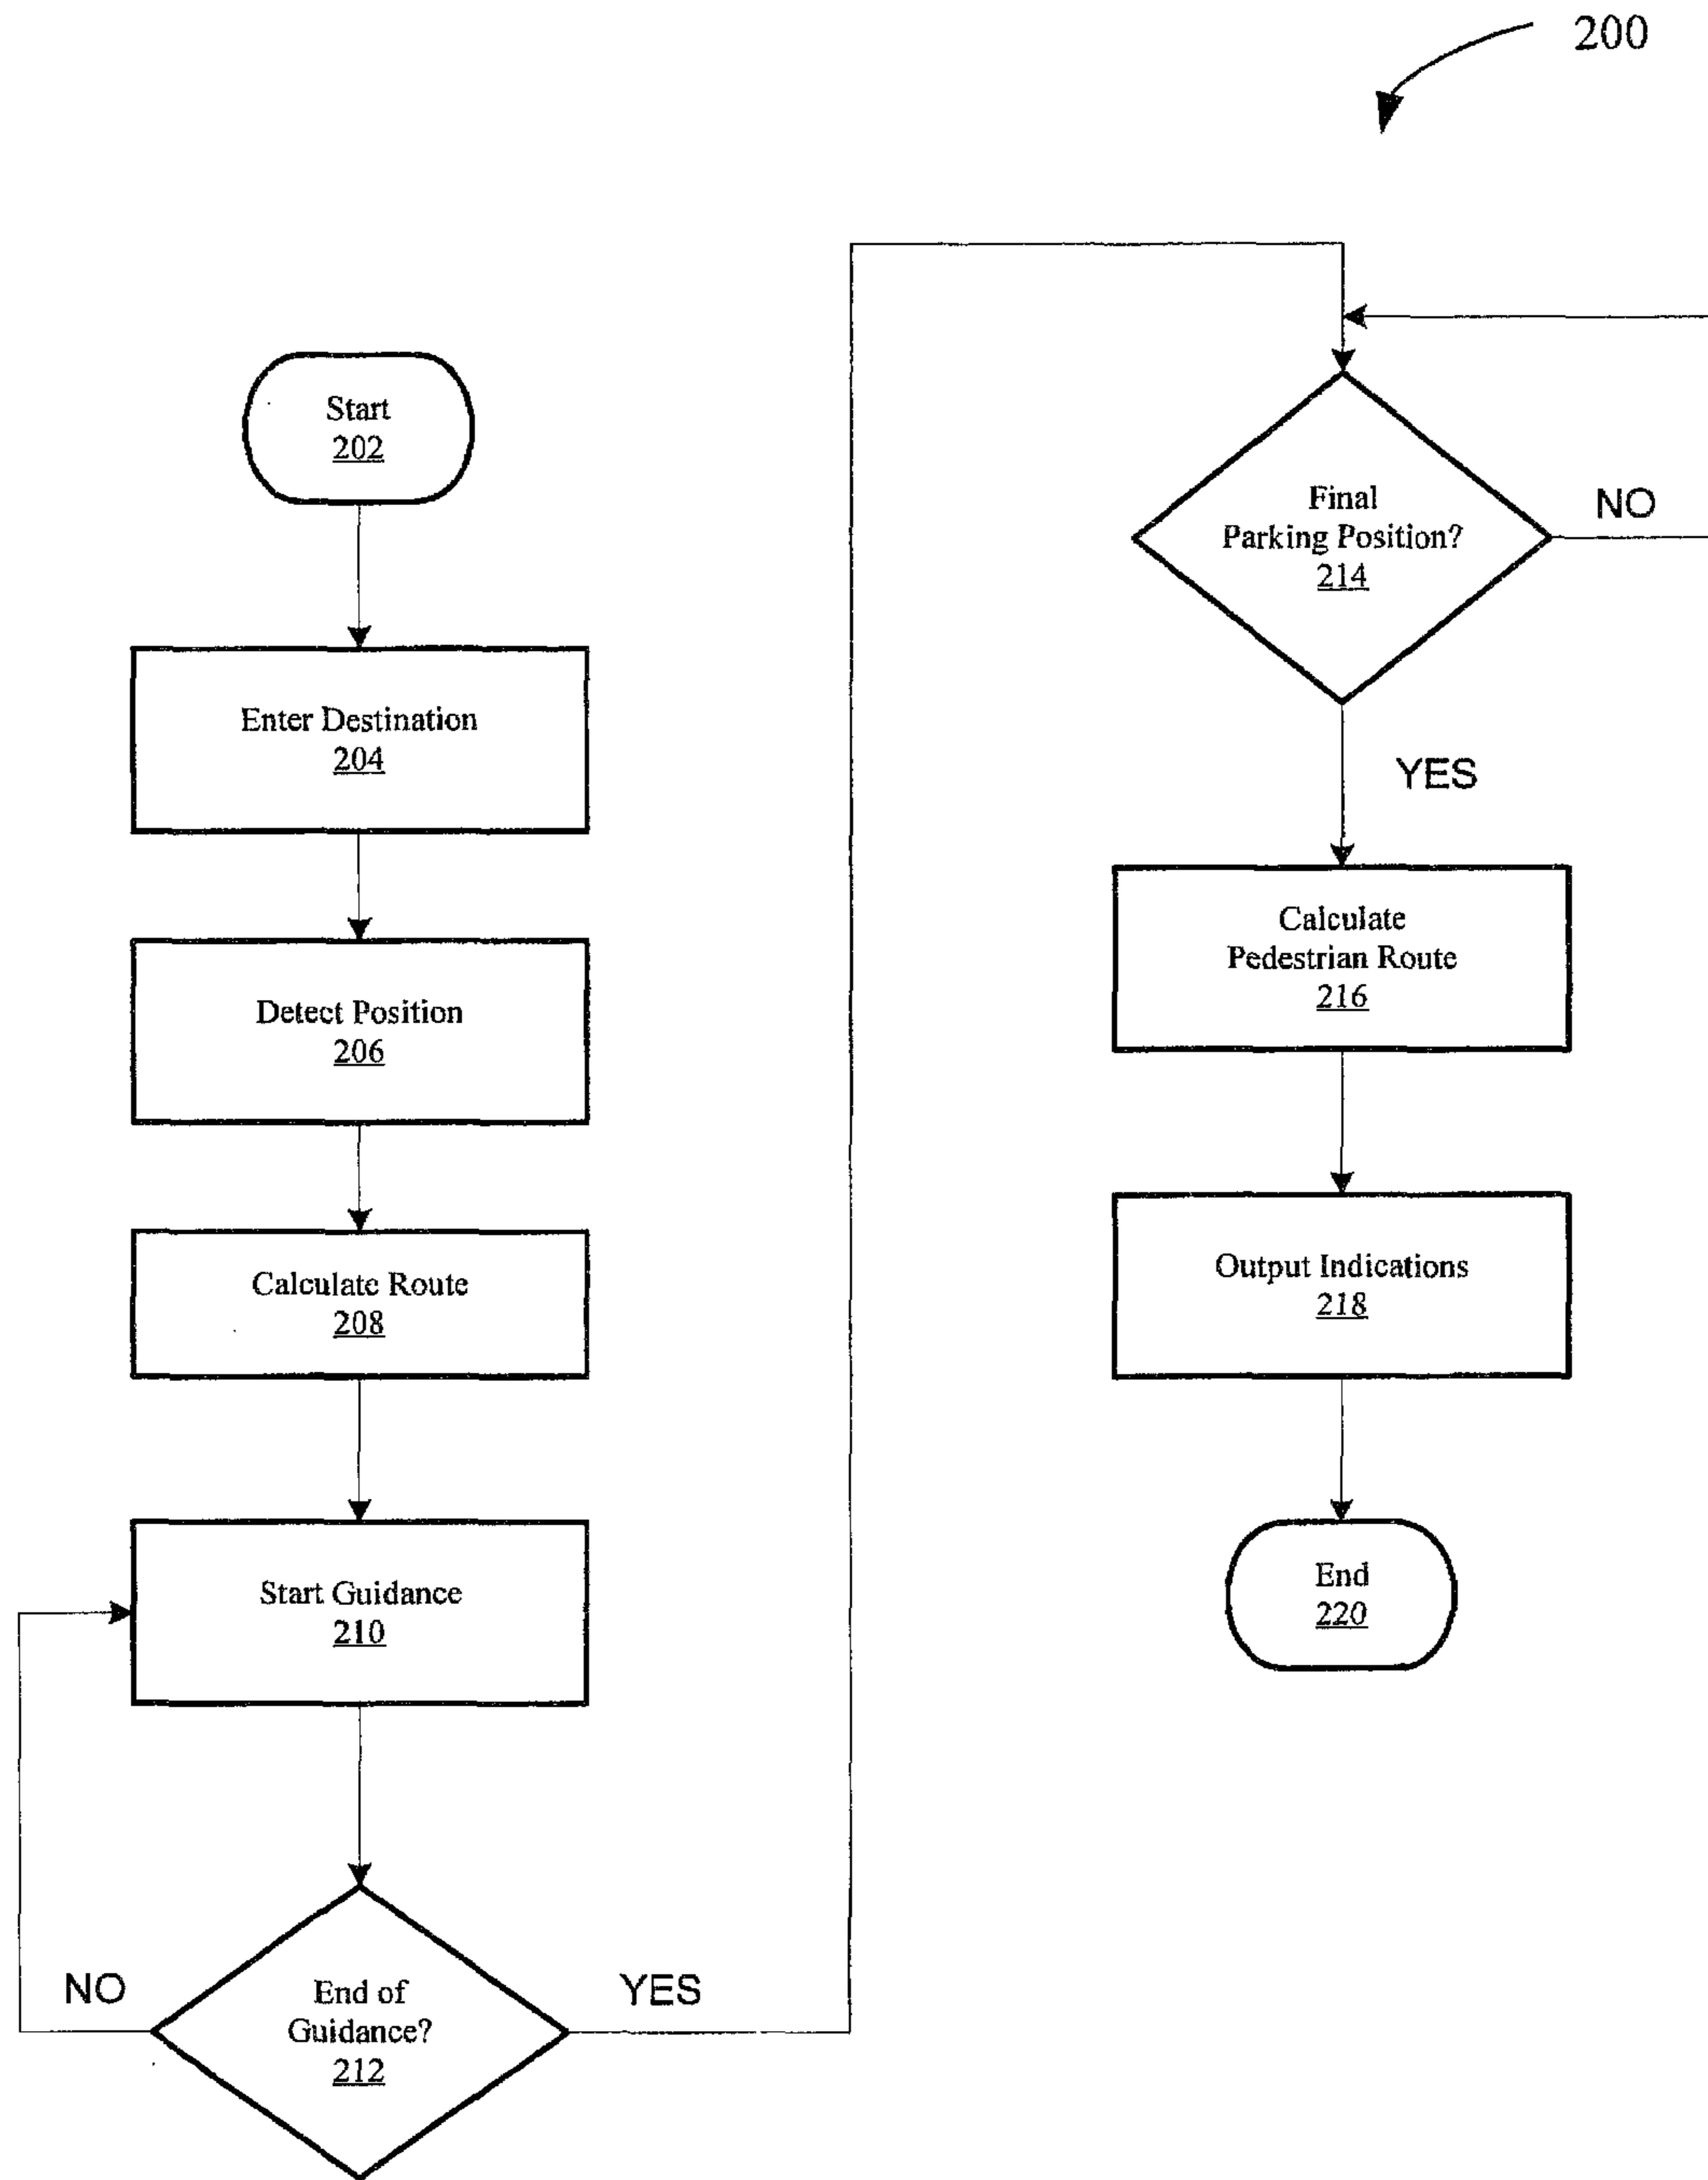 200
Start
202
Enter Destination
204
Detect Position
206
Calculate Route
208
Start Guidance
210
NO
End of
Guidance?
212
YES
Final
Parking Position?
214
NO
YES
Calculate
Pedestrian Route
216
Output Indications
218
End
220